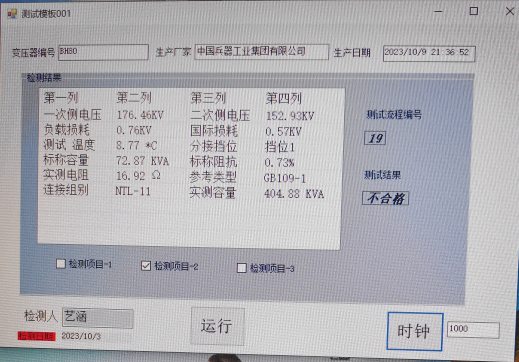 测试模板001
变压器编号 BH80 生产厂家 中国兵器工业集团有限公司 生产日期 2023/10/9 21 36 52
检测结果
第一列 第二列 第三列 第四列
一次侧电压 176.46KV 二次侧电压 152.93KV
负载损耗 0.76KV 国际损耗 0.57KV
测试 温度 8.77 *C 分接挡位 挡位1
标称容量 72.87 KVA 标称阻抗 0.73%
实测电阻 16.92 Ω 参考类型 GB109-1
连接组别 NTL-11 实测容量 404.88 KVA
测试流程编号
19
测试结果
不合格
检测项目-1 检测项目-2 检测项目-3
检测人 艺涵
检测日期 2023/10/3
运行
时钟
1000